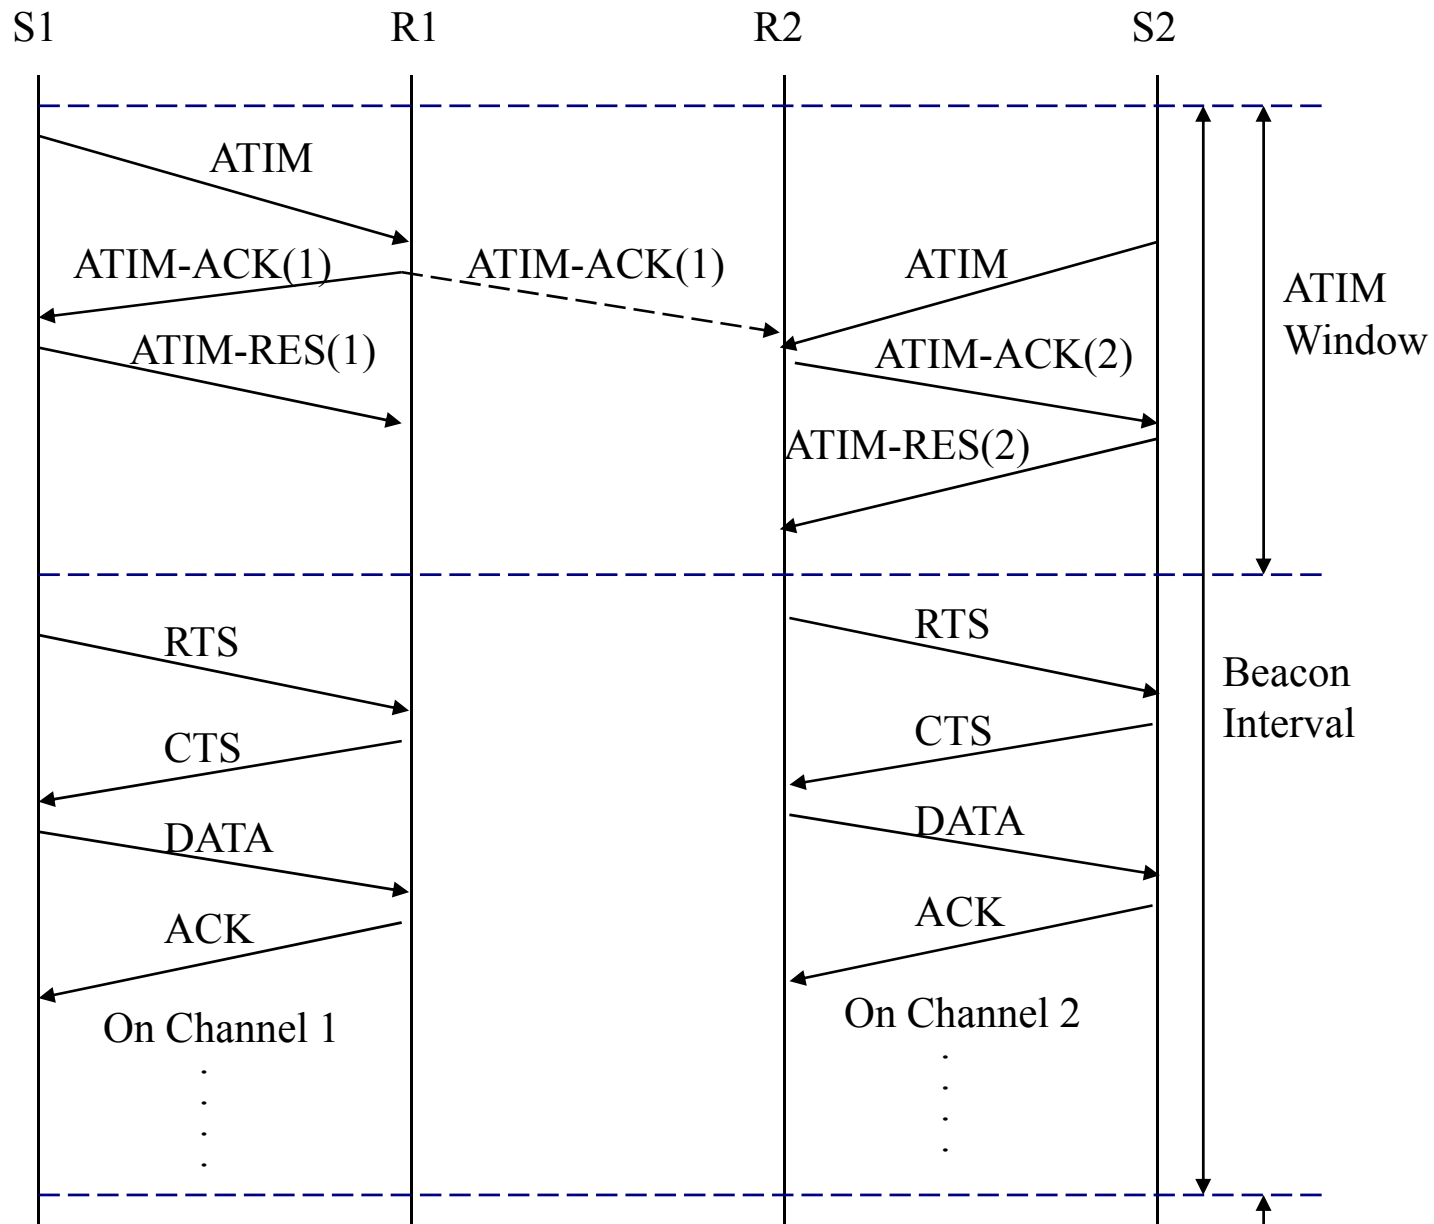 S1
R1
R2
S2
ATIM
ATIM-ACK(1)
ATIM-ACK(1)
ATIM
ATIM
Window
ATIM-RES(1)
ATIM-ACK(2)
ATIM-RES(2)
RTS
RTS
Beacon
Interval
CTS
CTS
DATA
DATA
ACK
ACK
On Channel 1
On Channel 2